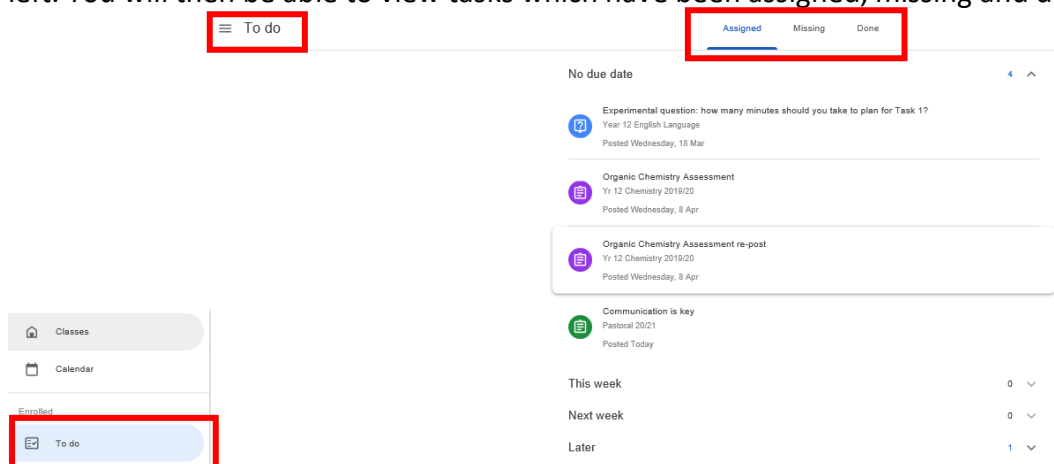 left. You will then be able to view tasks which have been assigned, missing and d
To do
Assigned Missing Done
No due date 4
Experimental question: how many minutes should you take to plan for Task 1?
Year 12 English Language
Posted Wednesday, 18 Mar
Organic Chemistry Assessment
Yr 12 Chemistry 2019/20
Posted Wednesday, 8 Apr
Organic Chemistry Assessment re-post
Yr 12 Chemistry 2019/20
Posted Wednesday, 8 Apr
Communication is key
Pastoral 20/21
Posted Today
This week 0
Next week 0
Later 1
Classes
Calendar
Enrolled
To do